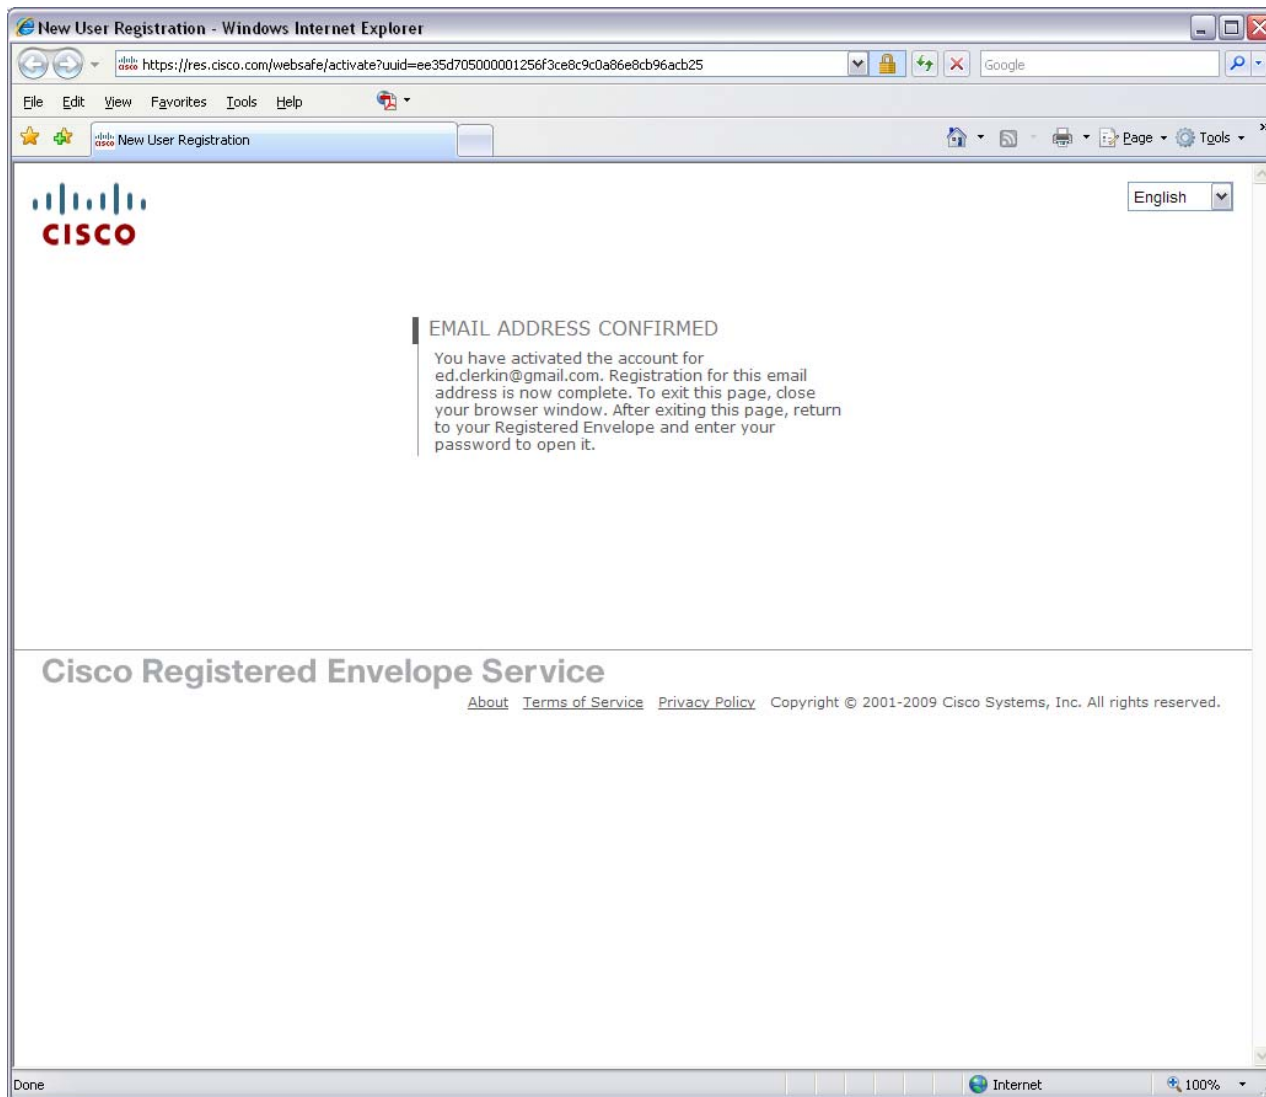 New User Registration - Windows Internet Explorer
https://res.cisco.com/websafe/activate?uuid=ee35d705000001256f3ce8c9c0a86e8cb96acb25
Google
File Edit View Favorites Tools Help
New User Registration
Page Tools
English
CISCO
EMAIL ADDRESS CONFIRMED
You have activated the account for
ed.clerkin@gmail.com. Registration for this email
address is now complete. To exit this page, close
your browser window. After exiting this page, return
to your Registered Envelope and enter your
password to open it.
Cisco Registered Envelope Service
About Terms of Service Privacy Policy Copyright © 2001-2009 Cisco Systems, Inc. All rights reserved.
Done Internet 100%